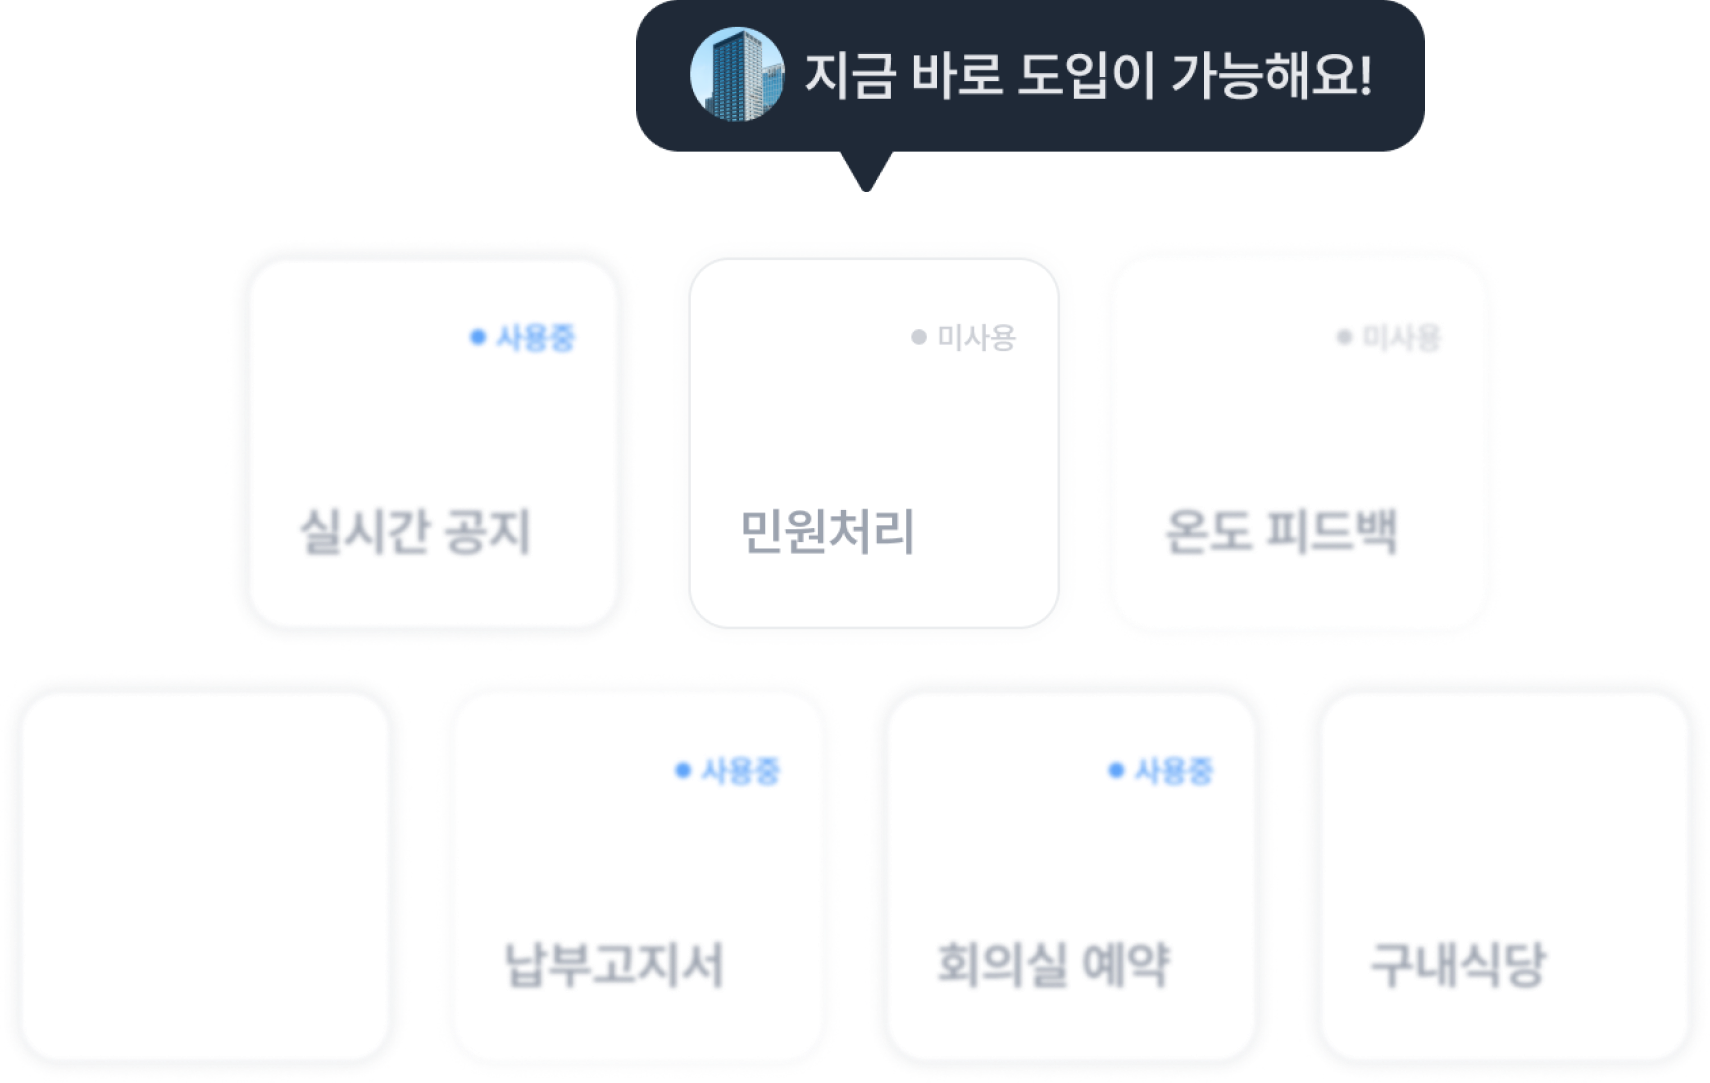 지금 바로 도입이 가능해요!
사용중
미사용
미사용
실시간 공지
민원처리
온도 피드백
사용중
사용중
납부고지서
회의실 예약
구내식당